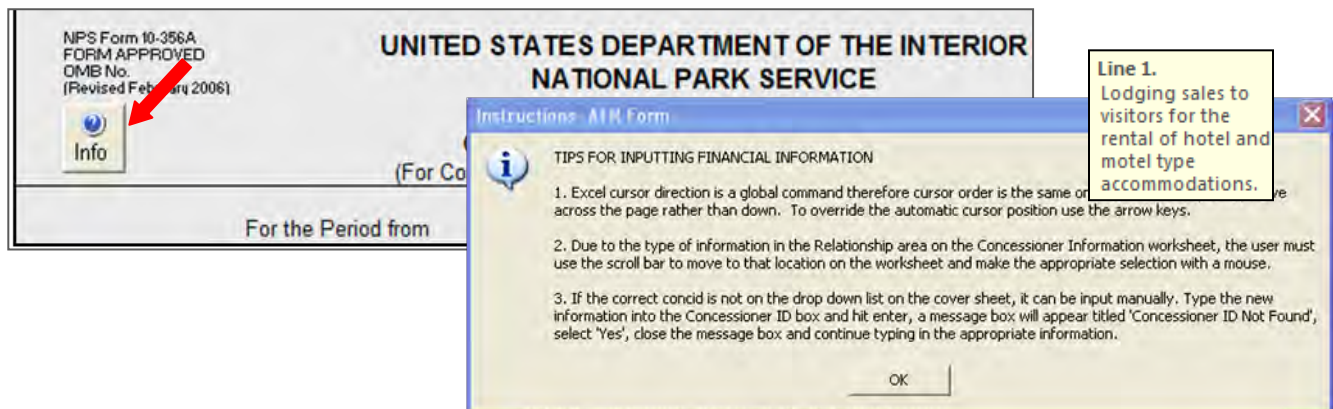 NPS Form 10-356A
FORM APPROVED
OMB No.
(Revised February 2006)
Info
UNITED STATES DEPARTMENT OF THE INTERIOR
NATIONAL PARK SERVICE
(For Co
For the Period from
Line 1.
Lodging sales to
visitors for the
rental of hotel and
motel type
accommodations.
Instructions
Form
TIPS FOR INPUTTING FINANCIAL INFORMATION
1. Excel cursor direction is a global command therefore cursor order is the same on ve
across the page rather than down. To override the automatic cursor position use the arrow keys.
2. Due to the type of information in the Relationship area on the Concessioner Information worksheet, the user must
use the scroll bar to move to that location on the worksheet and make the appropriate selection with a mouse.
3. If the correct concid is not on the drop down list on the cover sheet, it can be input manually. Type the new
information into the Concessioner ID box and hit enter, a message box will appear titled 'Concessioner ID Not Found',
select 'Yes', close the message box and continue typing in the appropriate information.
OK